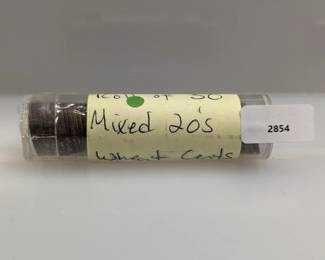 Roll of 50
Mixed 20's
2854
Wheat Cents